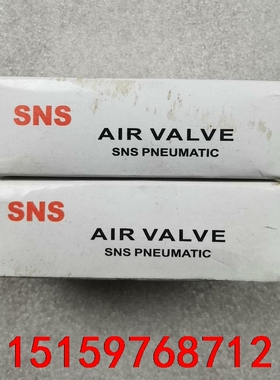 SNS
AIR VALVE
SNS PNEUMATIC
SNS
AIR VALVE
SNS PNEUMATIC
15159768712